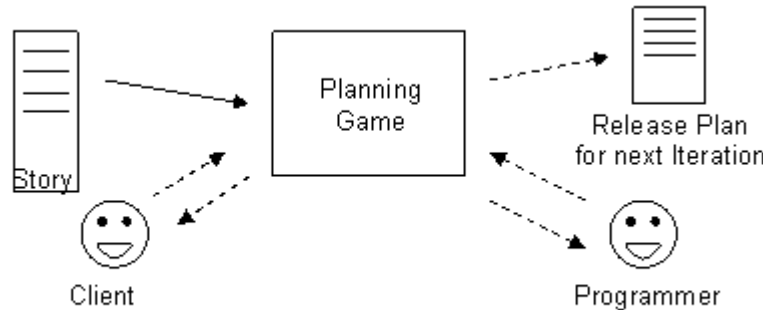 Planning
Game
Release Plan
for next Iteration
Story
Client
Programmer